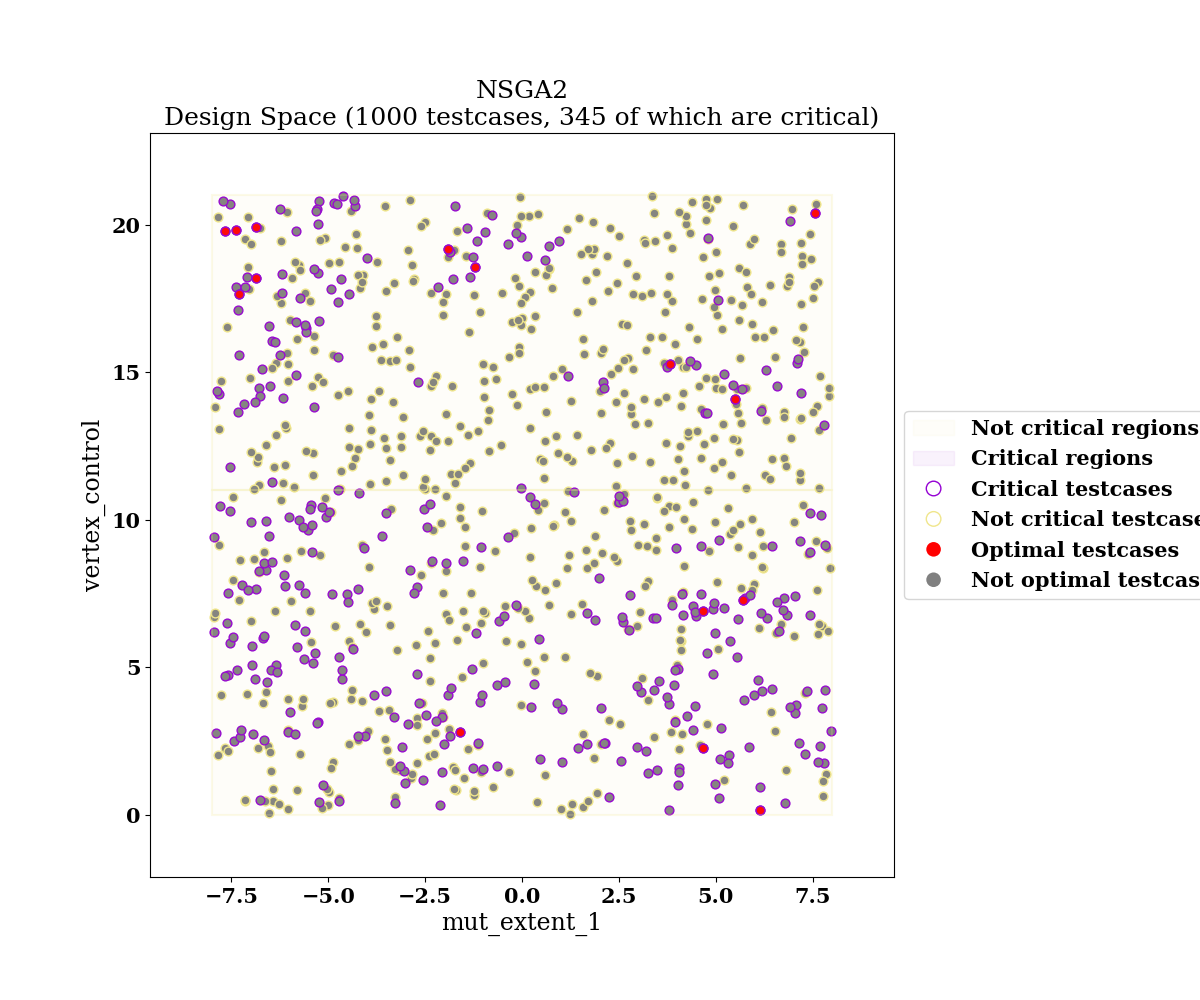 NSGA2
Design Space (1000 testcases, 345 of which are critical)
vertex_control
20
15
10
5
0
−7.5 −5.0 −2.5 0.0 2.5 5.0 7.5
mut_extent_1
Not critical regions
Critical regions
Critical testcases
Not critical testcase
Optimal testcases
Not optimal testcas